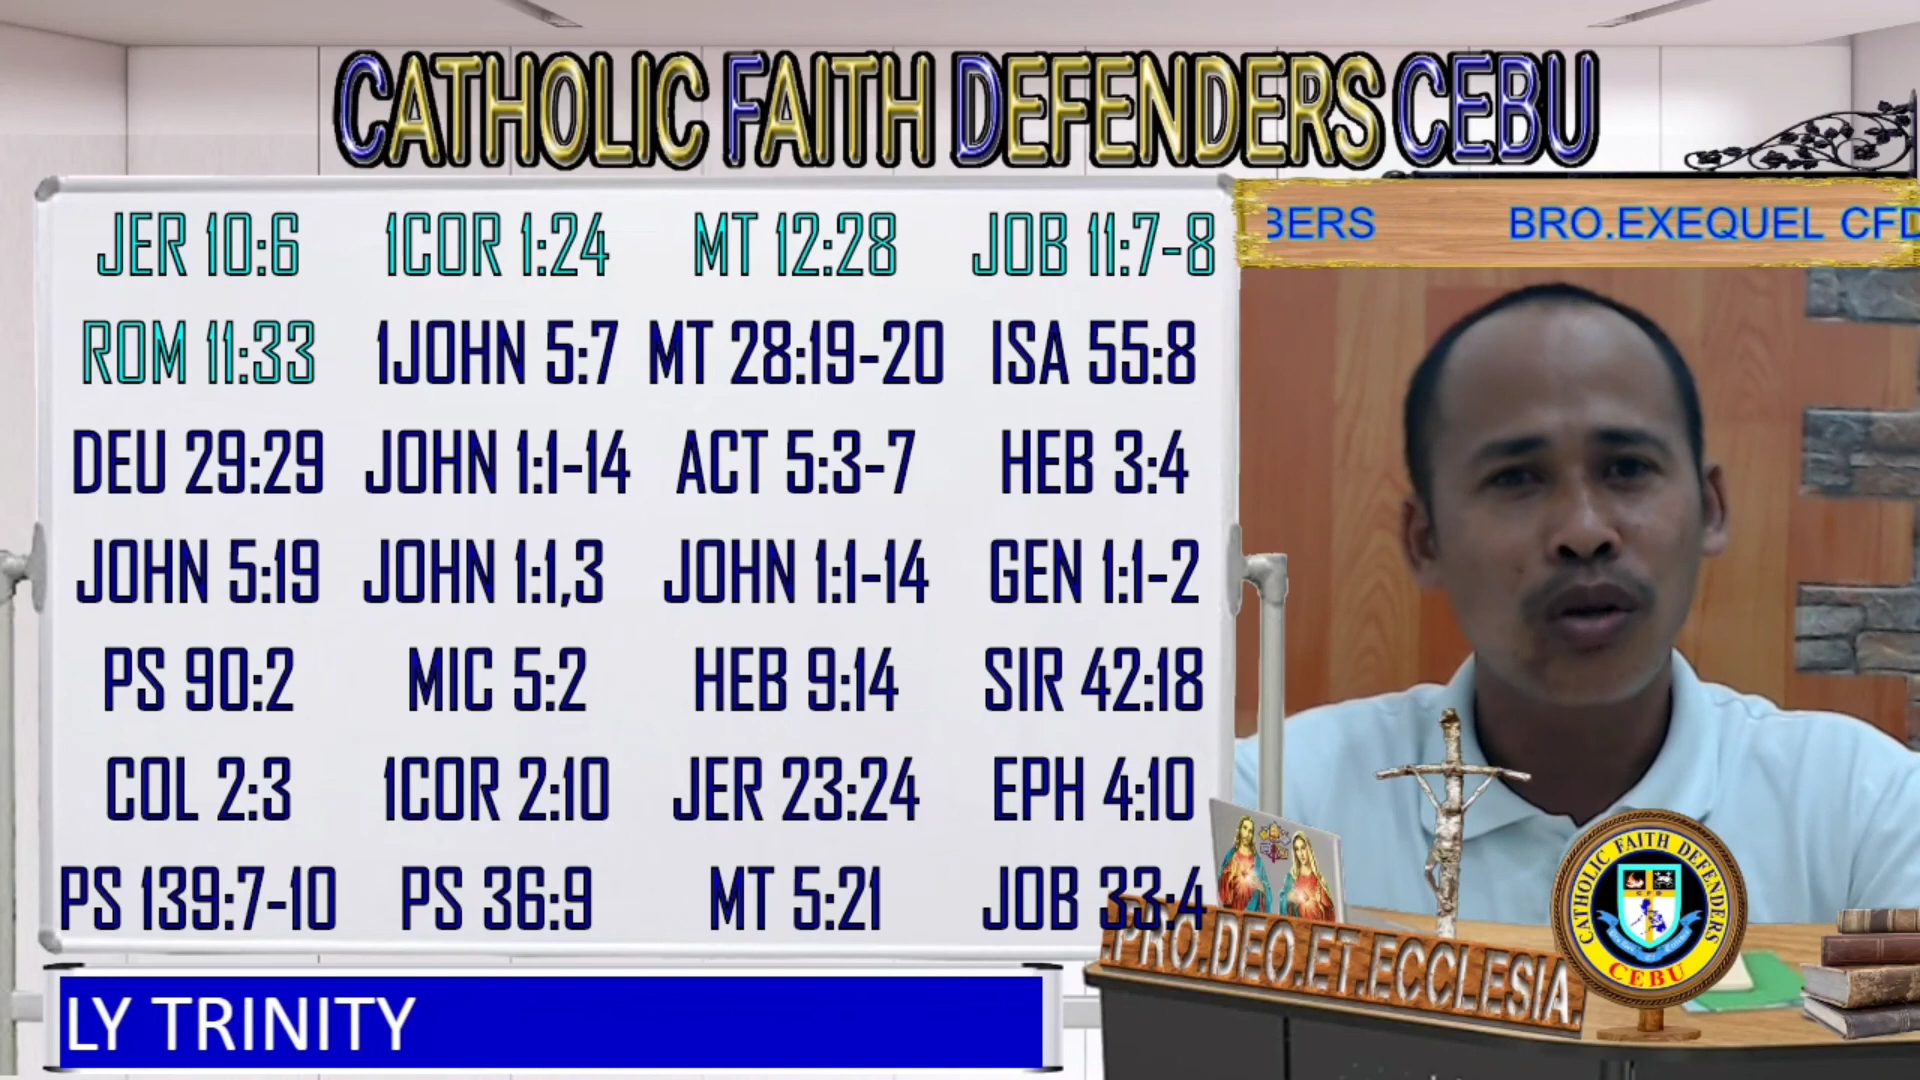 CATHOLIC FAITH DEFENDERS CEBU
BERS BRO.EXEQUEL CFD
JER 10:6 1COR 1:24 MT 12:28 JOB 11:7-8
ROM 11:33 1JOHN 5:7 MT 28:19-20 ISA 55:8
DEU 29:29 JOHN 1:1-14 ACT 5:3-7 HEB 3:4
JOHN 5:19 JOHN 1:1,3 JOHN 1:1-14 GEN 1:1-2
PS 90:2 MIC 5:2 HEB 9:14 SIR 42:18
COL 2:3 1COR 2:10 JER 23:24 EPH 4:10
PS 139:7-10 PS 36:9 MT 5:21 JOB 33:4
PRO.DEO.ET.ECCLESIA.
CATHOLIC FAITH DEFENDERS
CFD
CEBU
LY TRINITY